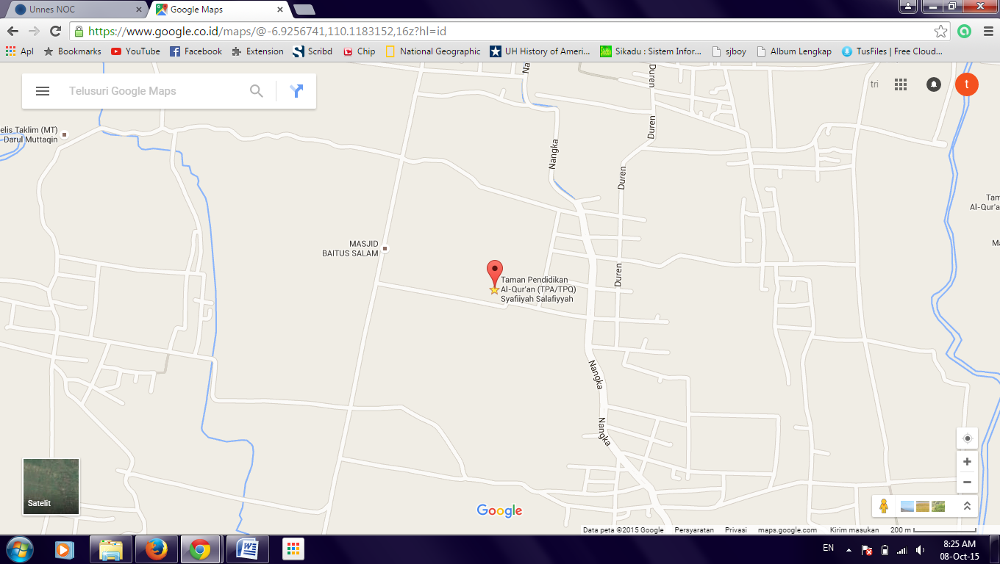 Unnes NOC
Google Maps
https://www.google.co.id/maps/@-6.9256741,110.1183152,16z?hl=id
Apl
Bookmarks
YouTube
Facebook
Extension
Scribd
Chip
National Geographic
UH History of Ameri...
Sikadu : Sistem Infor...
sjboy
Album Lengkap
TusFiles | Free Cloud...
Telusuri Google Maps
tri
t
Na
Duren
elis Taklim (MT)
Darul Muttaqin
Duren
Nangka
Duren
Tam
Al-Qur'a
MASJID
BAITUS SALAM
Ma
Taman Pendidikan
Al-Qur'an (TPA/TPQ)
Syafiiyah Salafiyyah
Duren
Nangka
Nangka
Satelit
Google
Data peta ©2015 Google
Persyaratan
Privasi
maps.google.com
Kirim masukan
200 m
EN
8:25 AM
08-Oct-15